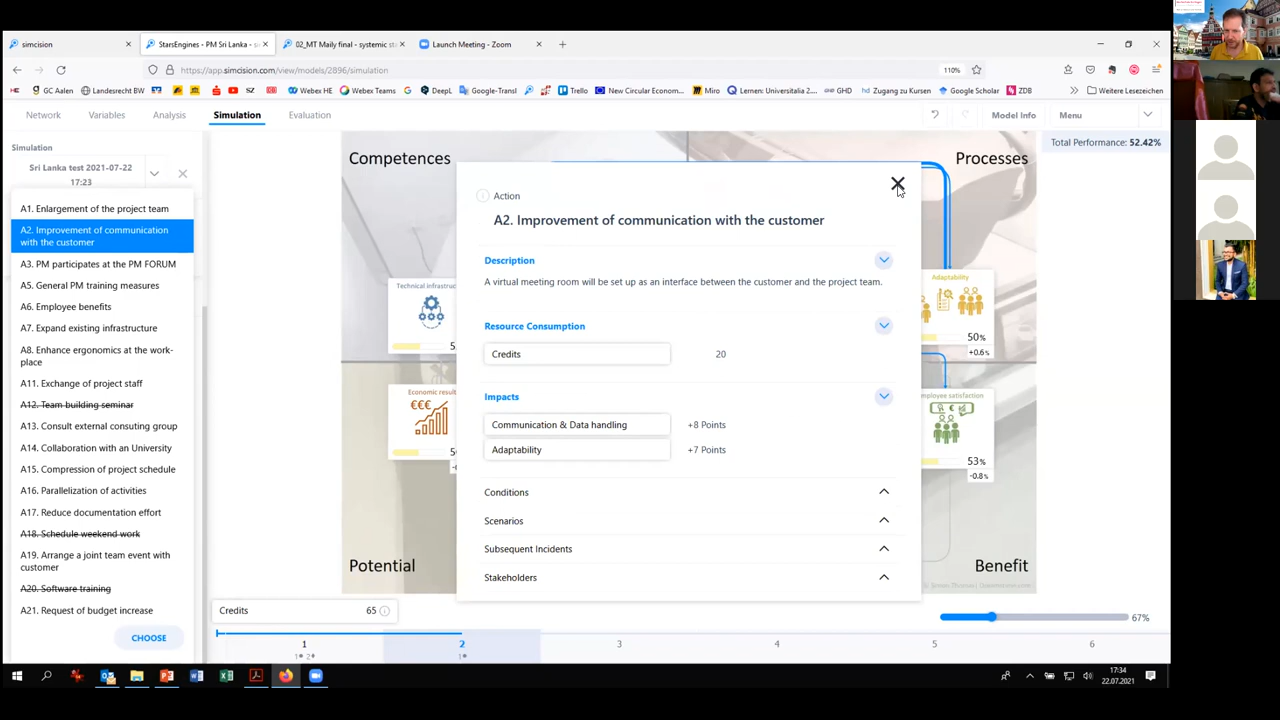 simcision
StarsEngines - PM Sri Lanka - s
02_MT Maily final - systemic st
Launch Meeting - Zoom
https://app.simcision.com/view/models/2896/simulation
110%
GC Aalen
Landesrecht BW
SZ
Webex HE
Webex Teams
DeepL
Google-Transl
Trello
New Circular Econom...
Miro
Lernen: Universitalia 2....
GHD
Zugang zu Kursen
Google Scholar
ZDB
Weitere Lesezeichen
Network
Variables
Analysis
Simulation
Evaluation
Model Info
Menu
Simulation
Sri Lanka test 2021-07-22
17:23
A1. Enlargement of the project team
A2. Improvement of communication
with the customer
A3. PM participates at the PM FORUM
A5. General PM training measures
A6. Employee benefits
A7. Expand existing infrastructure
A8. Enhance ergonomics at the work-
place
A11. Exchange of project staff
A12. Team building seminar
A13. Consult external consulting group
A14. Collaboration with an University
A15. Compression of project schedule
A16. Parallelization of activities
A17. Reduce documentation effort
A18. Schedule weekend work
A19. Arrange a joint team event with
customer
A20. Software training
A21. Request of budget increase
CHOOSE
Total Performance: 52.42%
Competences
Processes
Technical infrastruc
Economic result
€€€
Potential
Benefit
Adaptability
50%
+0.6%
mployee satisfaction
53%
-0.8%
Action
A2. Improvement of communication with the customer
Description
A virtual meeting room will be set up as an interface between the customer and the project team.
Resource Consumption
Credits
20
Impacts
Communication & Data handling
+8 Points
Adaptability
+7 Points
Conditions
Scenarios
Subsequent Incidents
Stakeholders
Credits
65
67%
1
2
3
4
5
6
17:34
22.07.2021